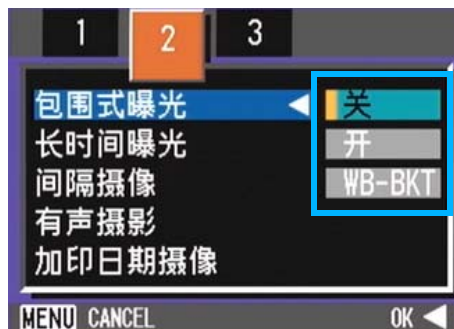 1 2 3
包围式曝光 关
长时间曝光 开
间隔摄像 WB-BKT
有声摄影
加印日期摄像
MENU CANCEL OK